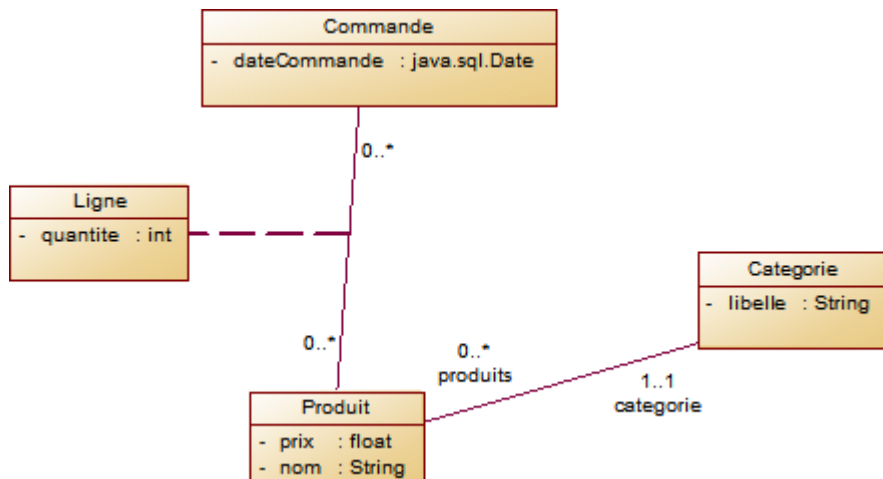 Commande
- dateCommande : java.sql.Date
0..*
Ligne
- quantite : int
Categorie
- libelle : String
0..*
0..*
produits
1..1
categorie
Produit
- prix : float
- nom : String